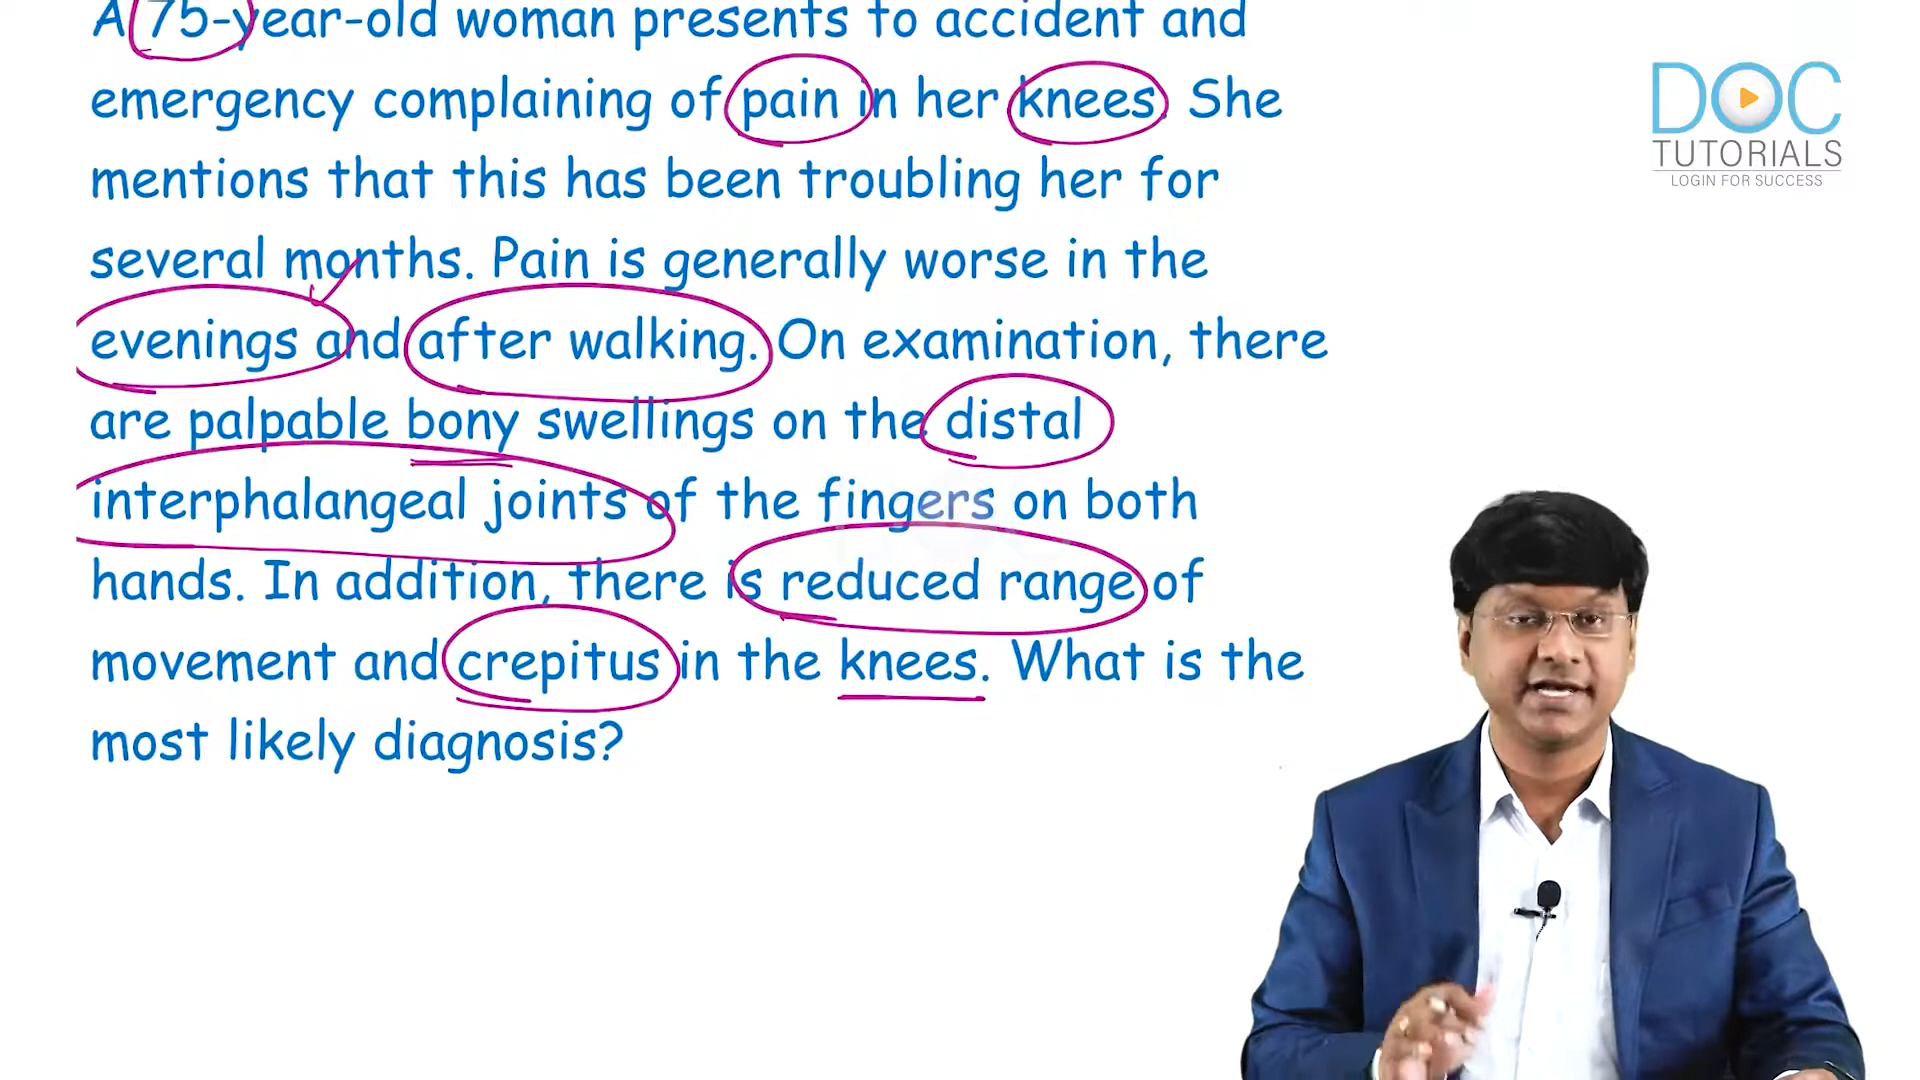 A 75-year-old woman presents to accident and
emergency complaining of pain in her knees. She
mentions that this has been troubling her for
several months. Pain is generally worse in the
evenings and after walking. On examination, there
are palpable bony swellings on the distal
interphalangeal joints of the fingers on both
hands. In addition, there is reduced range of
movement and crepitus in the knees. What is the
most likely diagnosis?
DOC
TUTORIALS
LOGIN FOR SUCCESS